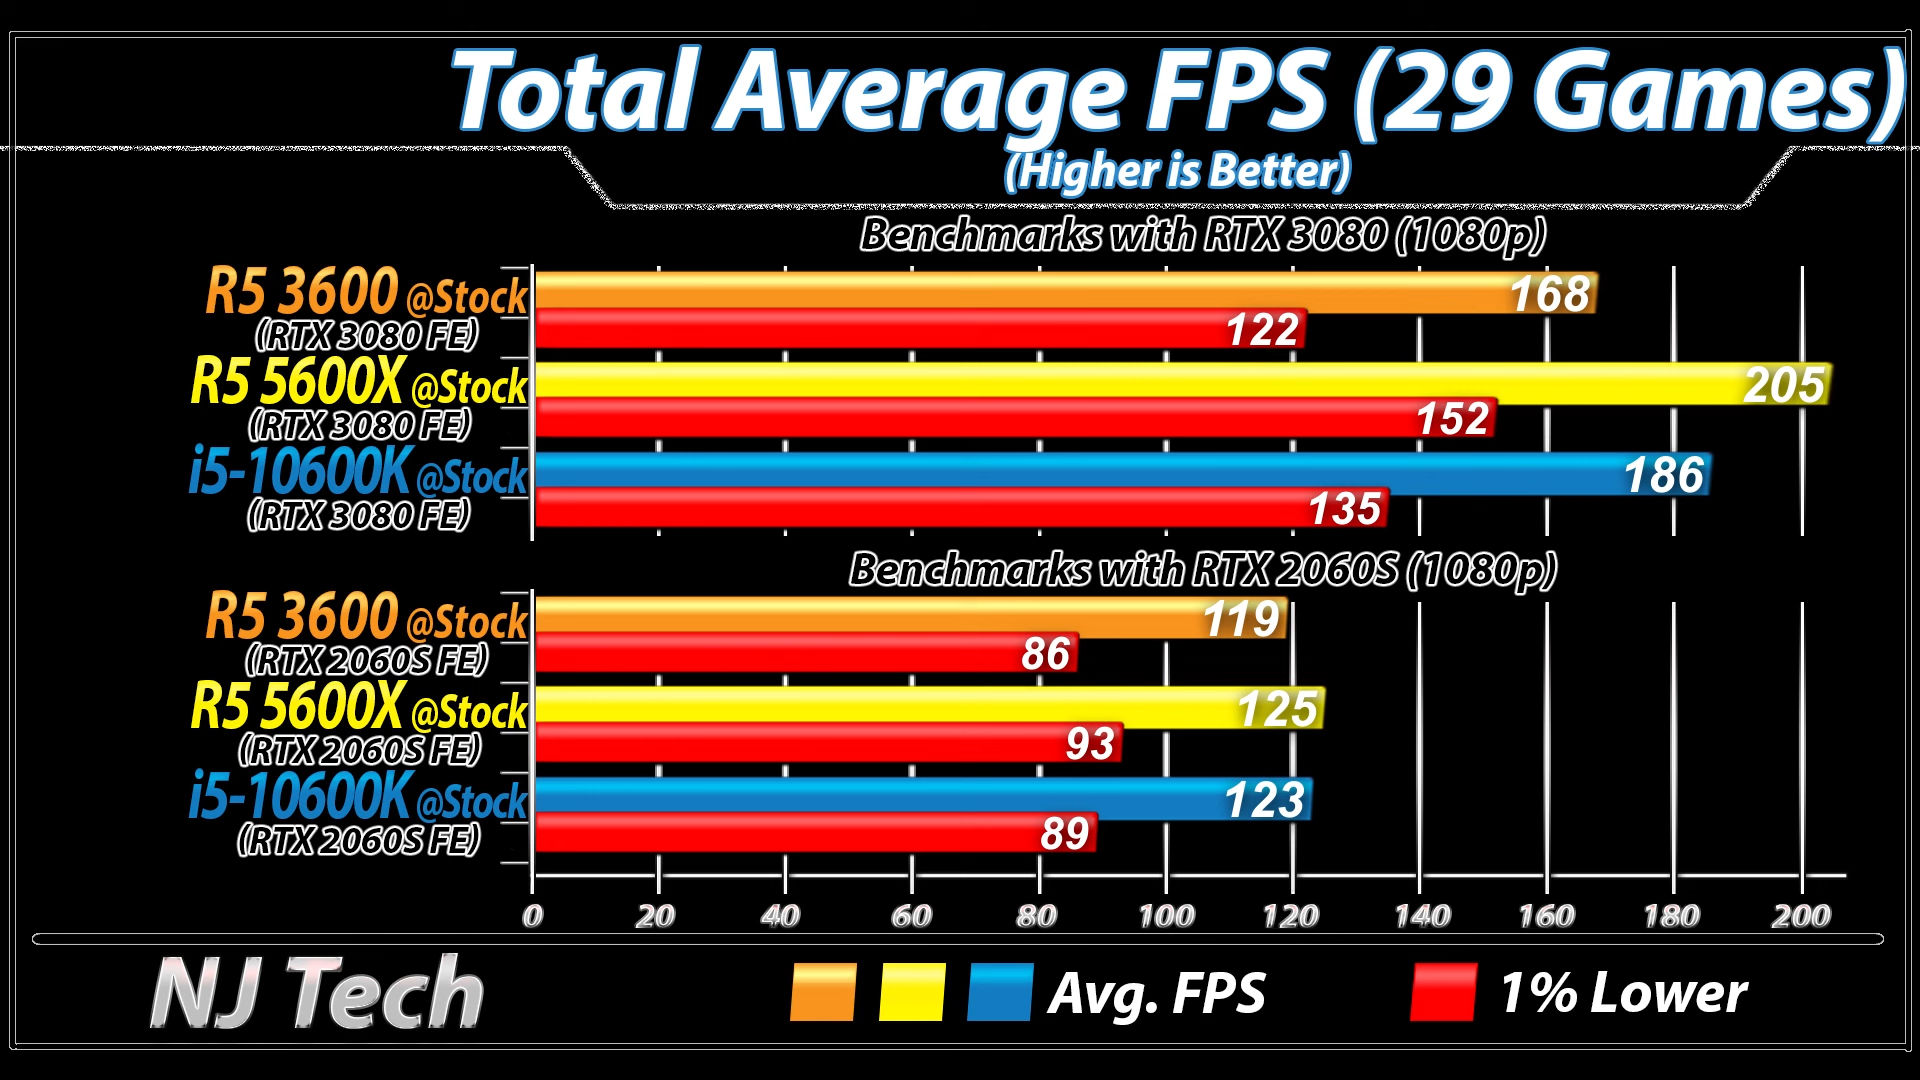 Total Average FPS (29 Games)
(Higher is Better)
Benchmarks with RTX 3080 (1080p)
R5 3600 @Stock 168
(RTX 3080 FE) 122
R5 5600X @Stock 205
(RTX 3080 FE) 152
i5-10600K @Stock 186
(RTX 3080 FE) 135
Benchmarks with RTX 2060S (1080p)
R5 3600 @Stock 119
(RTX 2060S FE) 86
R5 5600X @Stock 125
(RTX 2060S FE) 93
i5-10600K @Stock 123
(RTX 2060S FE) 89
0 20 40 60 80 100 120 140 160 180 200
NJ Tech Avg. FPS 1% Lower